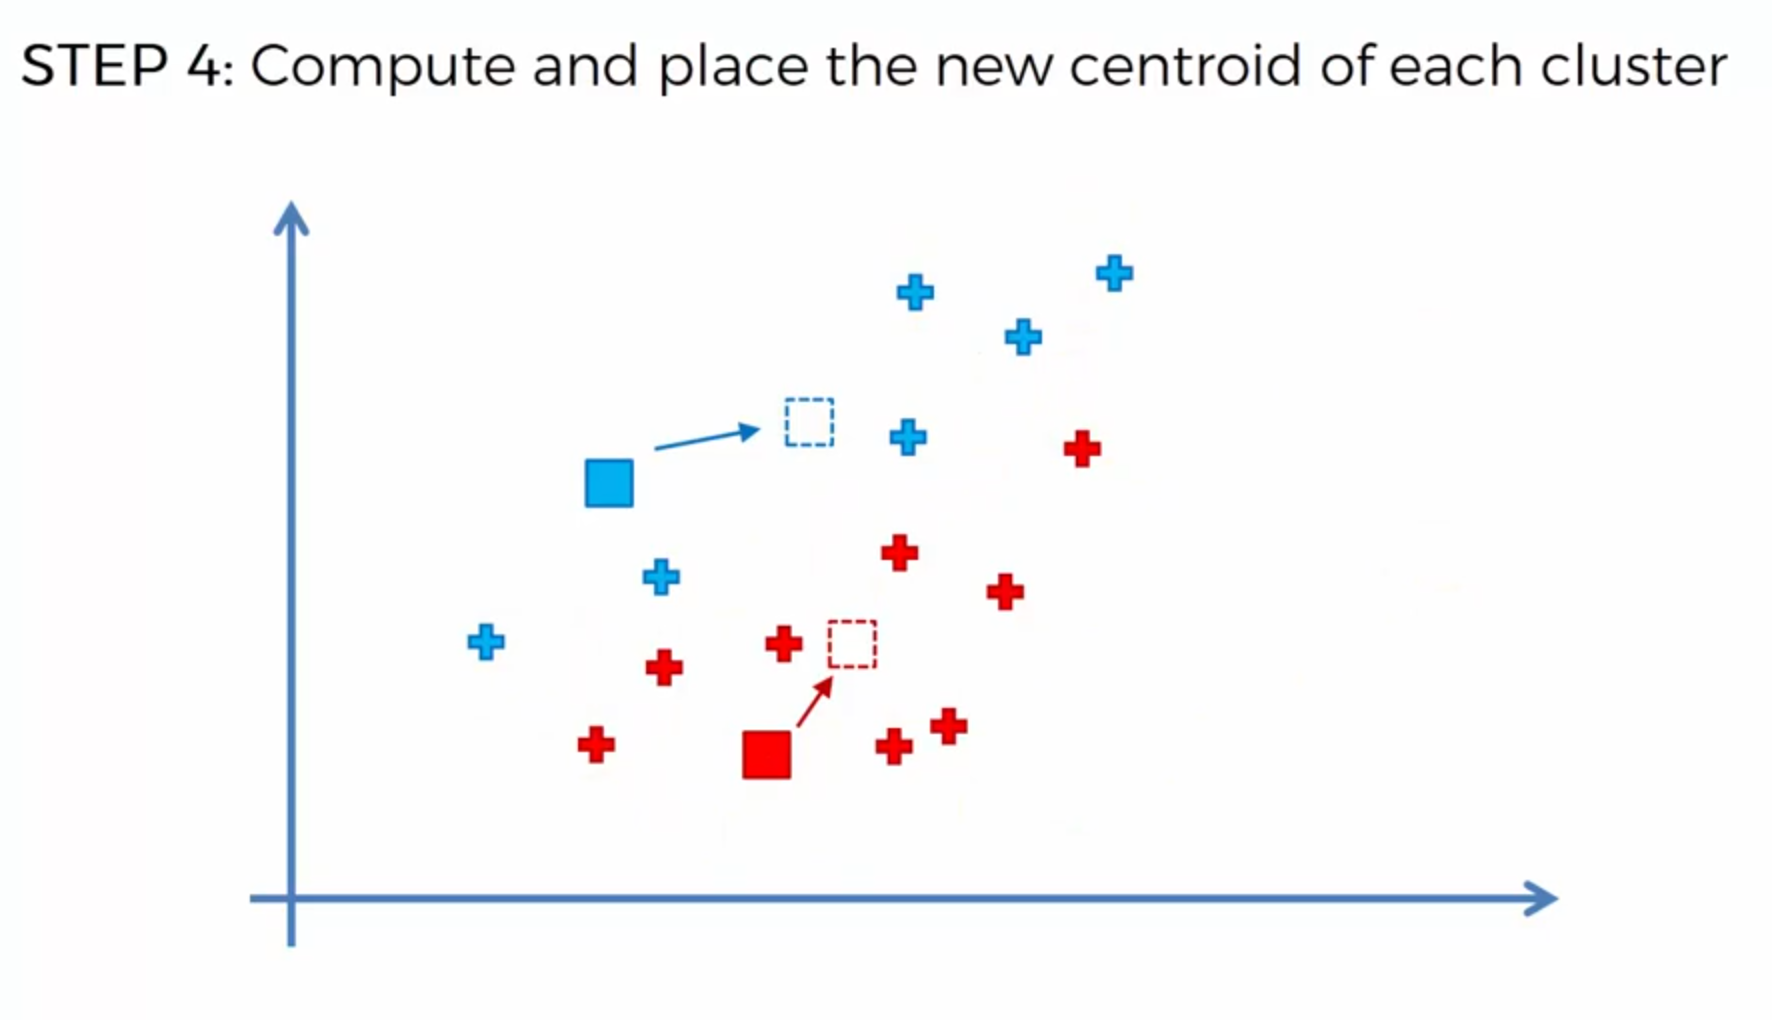 STEP 4: Compute and place the new centroid of each cluster